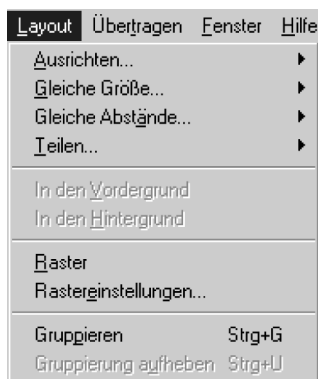 Layout Übertragen Fenster Hilfe
Ausrichten...
Gleiche Größe...
Gleiche Abstände...
Teilen...
In den Vordergrund
In den Hintergrund
Raster
Rastereinstellungen...
Gruppieren Strg+G
Gruppierung aufheben Strg+U